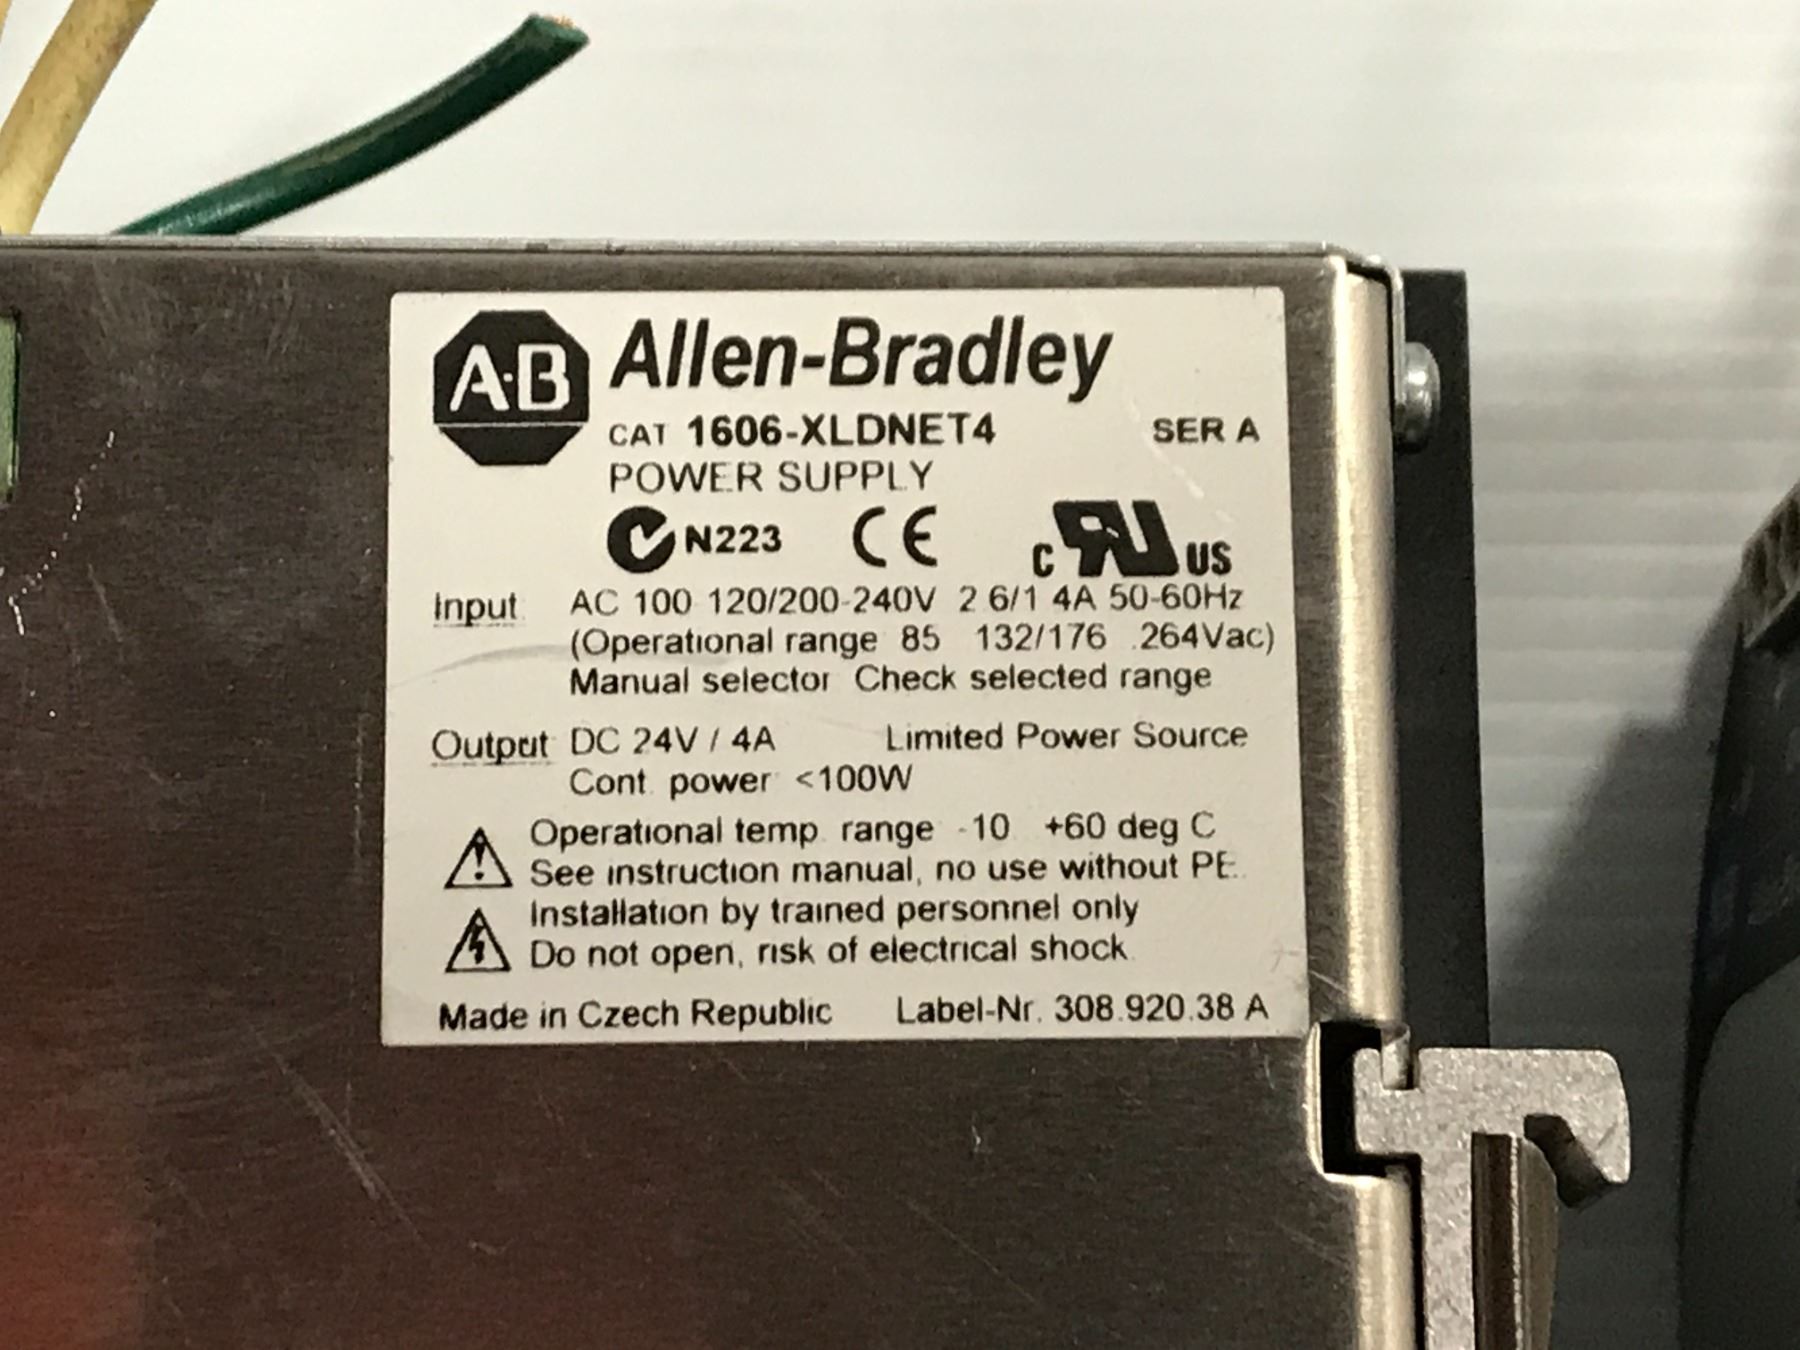 A·B Allen-Bradley
CAT 1606-XLDNET4 SER A
POWER SUPPLY
N223 CE C RU US
Input AC 100 120/200-240V 2 6/1 4A 50-60Hz
(Operational range 85 132/176 .264Vac)
Manual selector Check selected range
Output DC 24V / 4A Limited Power Source
Cont. power <100W
Operational temp. range -10 +60 deg C
See instruction manual, no use without PE.
Installation by trained personnel only
Do not open, risk of electrical shock
Made in Czech Republic Label-Nr. 308.920.38 A